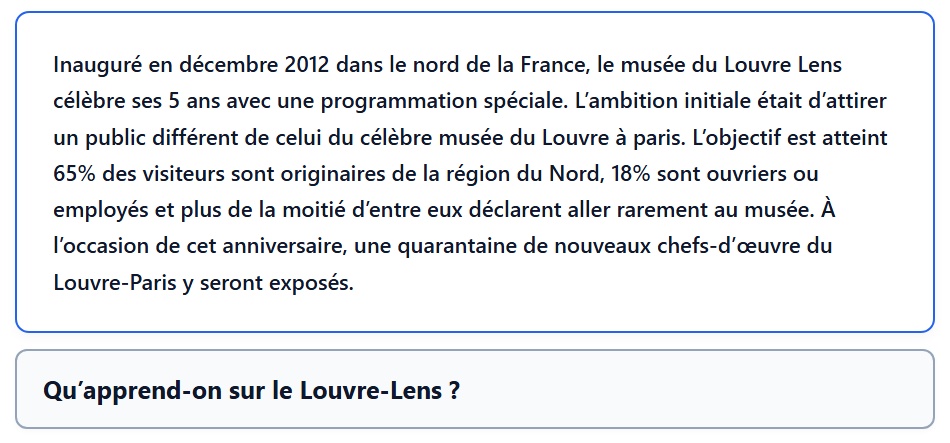 Inauguré en décembre 2012 dans le nord de la France, le musée du Louvre Lens
célèbre ses 5 ans avec une programmation spéciale. L’ambition initiale était d’attirer
un public différent de celui du célèbre musée du Louvre à paris. L’objectif est atteint
65% des visiteurs sont originaires de la région du Nord, 18% sont ouvriers ou
employés et plus de la moitié d’entre eux déclarent aller rarement au musée. À
l’occasion de cet anniversaire, une quarantaine de nouveaux chefs-d’œuvre du
Louvre-Paris y seront exposés.
Qu’apprend-on sur le Louvre-Lens ?